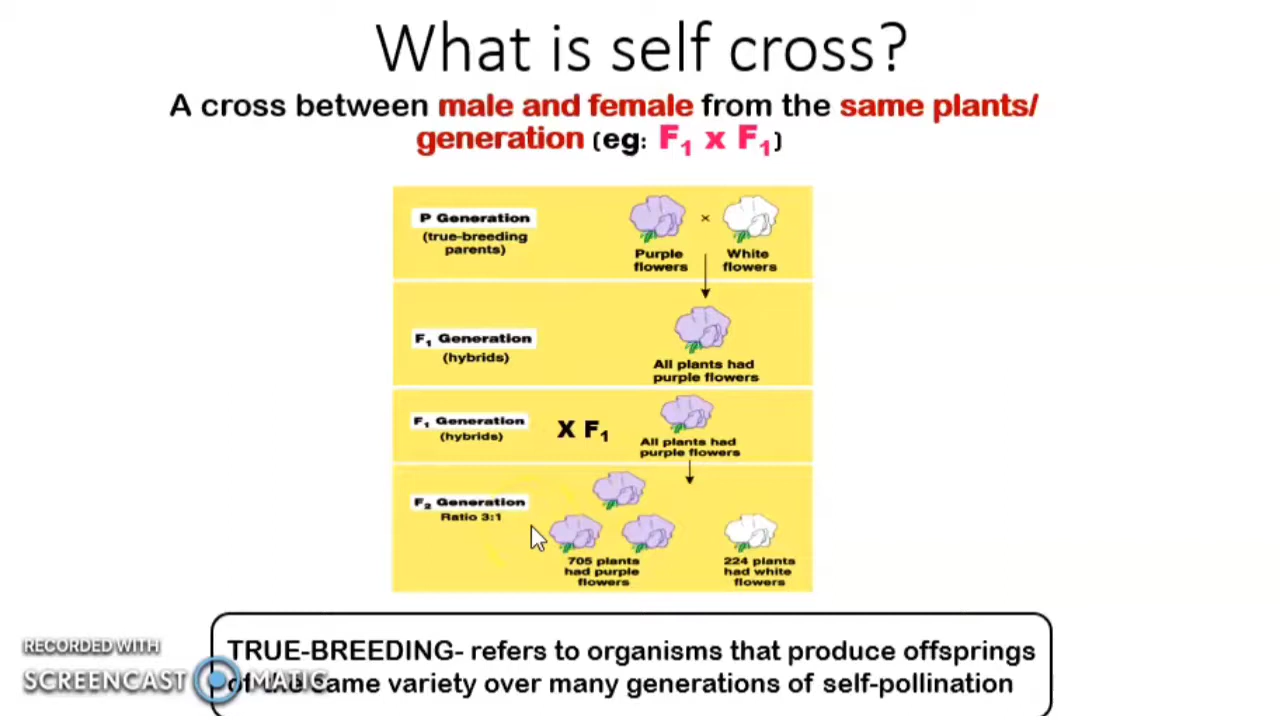 What is self cross?
A cross between male and female from the same plants/
generation (eg: F₁ x F₁)
P Generation
(true-breeding
parents)
×
Purple
flowers
White
flowers
F₁ Generation
(hybrids)
All plants had
purple flowers
F₁ Generation
(hybrids)
X F₁
All plants had
purple flowers
F₂ Generation
Ratio 3:1
705 plants
had purple
flowers
224 plants
had white
flowers
TRUE-BREEDING- refers to organisms that produce offsprings
of the same variety over many generations of self-pollination
RECORDED WITH
SCREENCAST MATIC